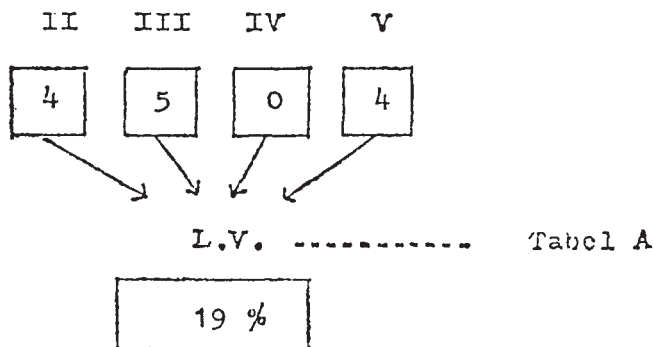 II III IV V
4 5 0 4
L.V. ----------- Tabel A
19 %